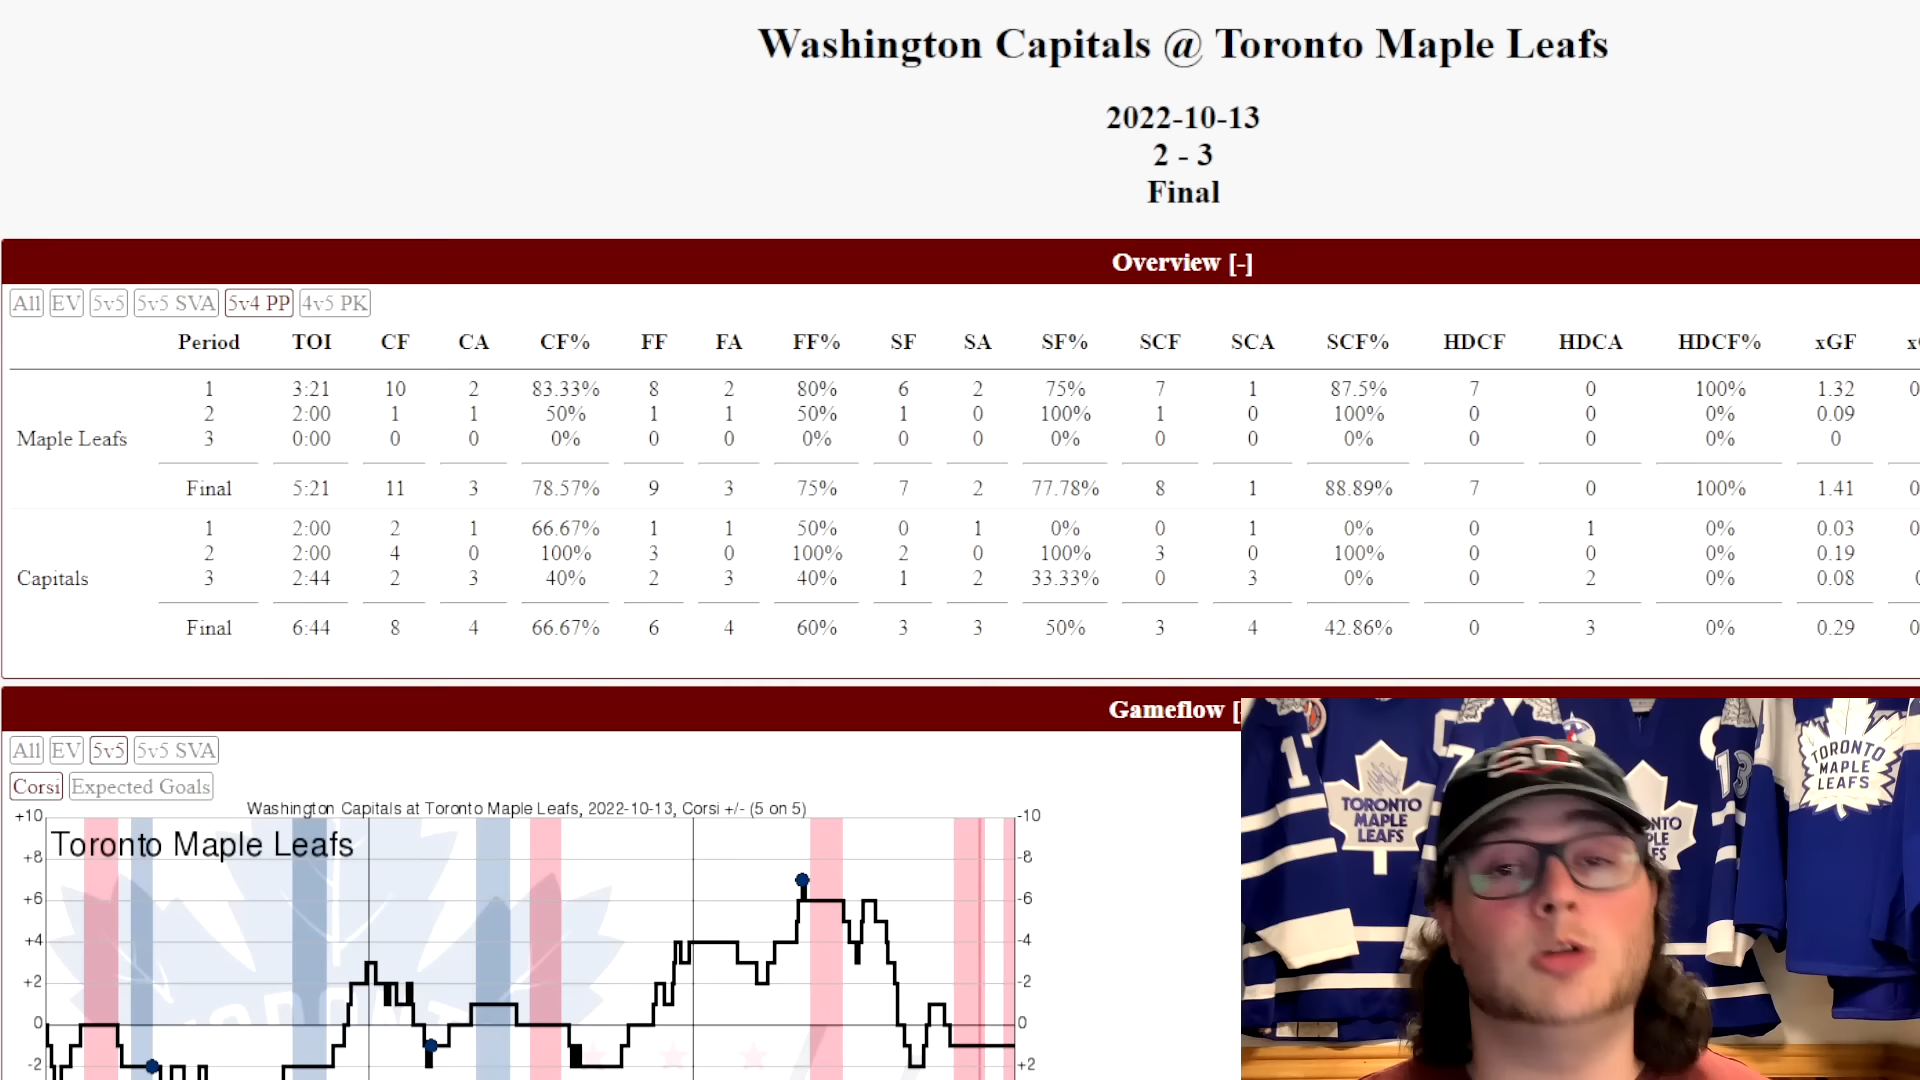 Washington Capitals @ Toronto Maple Leafs
2022-10-13
2 - 3
Final
Overview [-]
All EV 5v5 5v5 SVA 5v4 PP 4v5 PK
Period TOI CF CA CF% FF FA FF% SF SA SF% SCF SCA SCF% HDCF HDCA HDCF% xGF
1 3:21 10 2 83.33% 8 2 80% 6 2 75% 7 1 87.5% 7 0 100% 1.32 0
2 2:00 1 1 50% 1 1 50% 1 0 100% 1 0 100% 0 0 0% 0.09
Maple Leafs 3 0:00 0 0 0% 0 0 0% 0 0 0% 0 0 0% 0 0 0% 0
Final 5:21 11 3 78.57% 9 3 75% 7 2 77.78% 8 1 88.89% 7 0 100% 1.41 0
1 2:00 2 1 66.67% 1 1 50% 0 1 0% 0 1 0% 0 1 0% 0.03 0
2 2:00 4 0 100% 3 0 100% 2 0 100% 3 0 100% 0 0 0% 0.19
Capitals 3 2:44 2 3 40% 2 3 40% 1 2 33.33% 0 3 0% 0 2 0% 0.08
Final 6:44 8 4 66.67% 6 4 60% 3 3 50% 3 4 42.86% 0 3 0% 0.29 0
Gameflow [
All EV 5v5 5v5 SVA
Corsi Expected Goals
Washington Capitals at Toronto Maple Leafs, 2022-10-13, Corsi +/- (5 on 5)
Toronto Maple Leafs
+10 -10
+8 -8
+6 -6
+4 -4
+2 -2
0 0
-2 +2
TORONTO
MAPLE
LEAFS
13
TORONTO
MAPLE
LEAFS